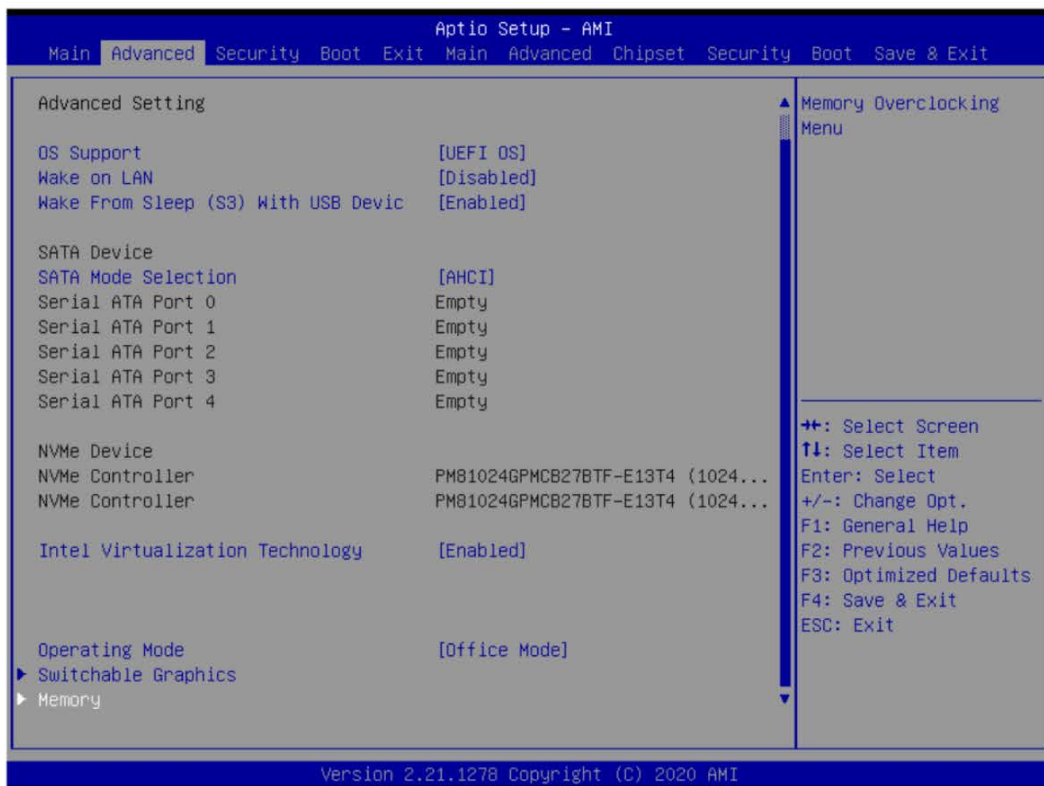 Aptio Setup - AMI
Main Advanced Security Boot Exit Main Advanced Chipset Security Boot Save & Exit
Advanced Setting
OS Support [UEFI OS]
Wake on LAN [Disabled]
Wake From Sleep (S3) With USB Devic [Enabled]
SATA Device
SATA Mode Selection [AHCI]
Serial ATA Port 0 Empty
Serial ATA Port 1 Empty
Serial ATA Port 2 Empty
Serial ATA Port 3 Empty
Serial ATA Port 4 Empty
NVMe Device
NVMe Controller PM81024GPMCB27BTF-E13T4 (1024...
NVMe Controller PM81024GPMCB27BTF-E13T4 (1024...
Intel Virtualization Technology [Enabled]
Operating Mode [Office Mode]
Switchable Graphics
Memory
Memory Overclocking
Menu
→←: Select Screen
↑↓: Select Item
Enter: Select
+/-: Change Opt.
F1: General Help
F2: Previous Values
F3: Optimized Defaults
F4: Save & Exit
ESC: Exit
Version 2.21.1278 Copyright (C) 2020 AMI